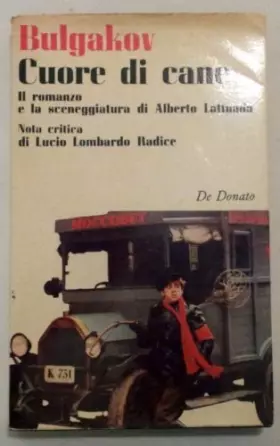 Bulgakov
Cuore di cane
Il romanzo
e la sceneggiatura di Alberto Lattuada
Nota critica
di Lucio Lombardo Radice
De Donato
МОССОВЕТ
K 751